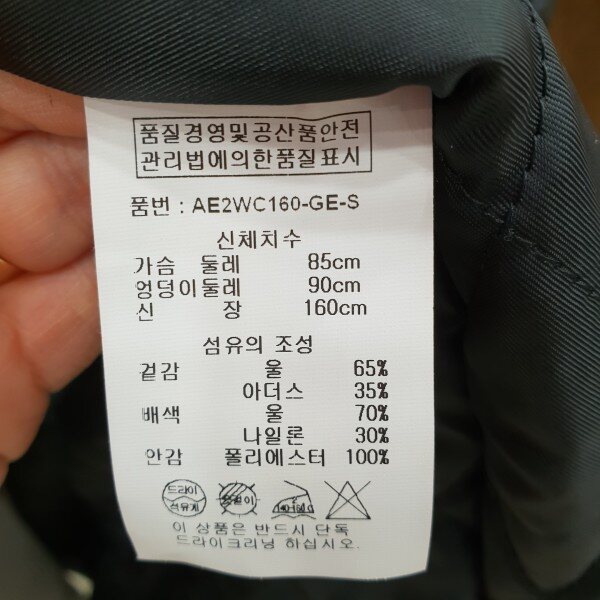 품질경영및공산품안전
관리법에의한품질표시
품번 : AE2WC160-GE-S
신체치수
가슴 둘레 85cm
엉덩이둘레 90cm
신 장 160cm
섬유의 조성
겉감 울 65%
아더스 35%
배색 울 70%
나일론 30%
안감 폴리에스터 100%
드라이
석유계
이 상품은 반드시 단독
드라이크리닝 하십시오.